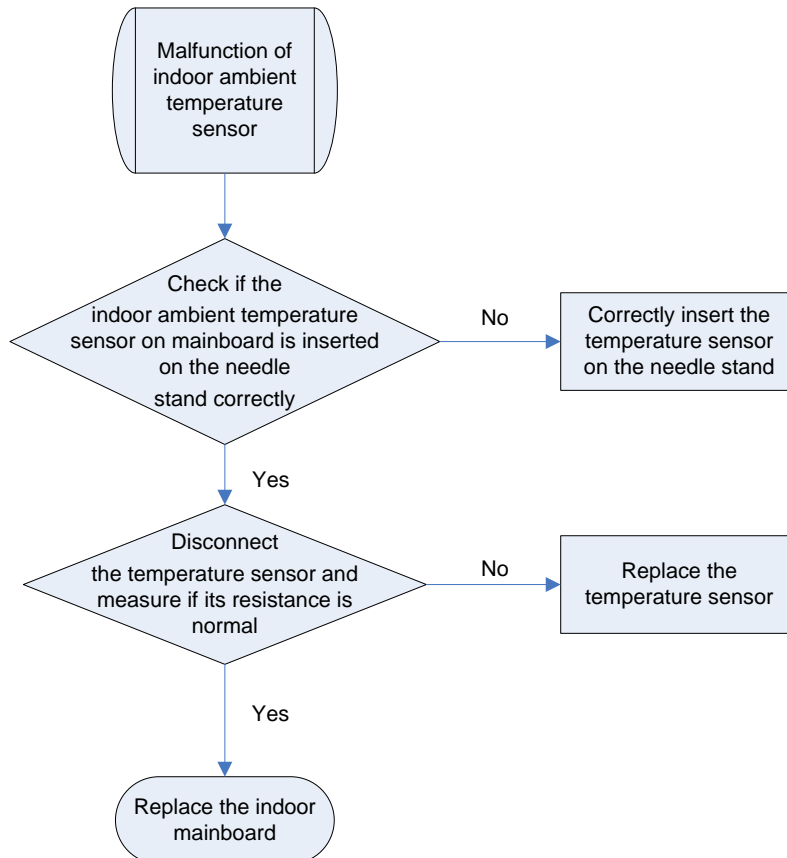 Malfunction of
indoor ambient
temperature
sensor
Check if the
indoor ambient temperature
sensor on mainboard is inserted
on the needle
stand correctly
No
Correctly insert the
temperature sensor
on the needle stand
Yes
Disconnect
the temperature sensor and
measure if its resistance is
normal
No
Replace the
temperature sensor
Yes
Replace the indoor
mainboard